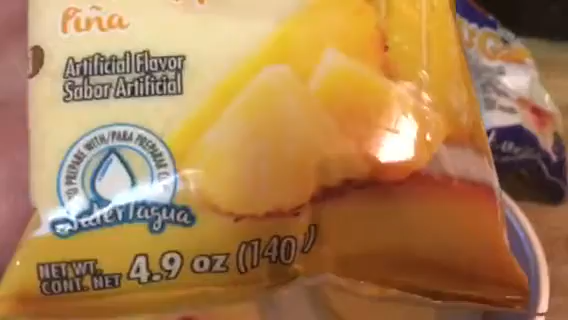 Piña
Artificial Flavor
Sabor Artificial
TO PREPARE WITH/PARA PREPARAR C
Water/agua
NET WT.
CONT. NET 4.9 oz (140